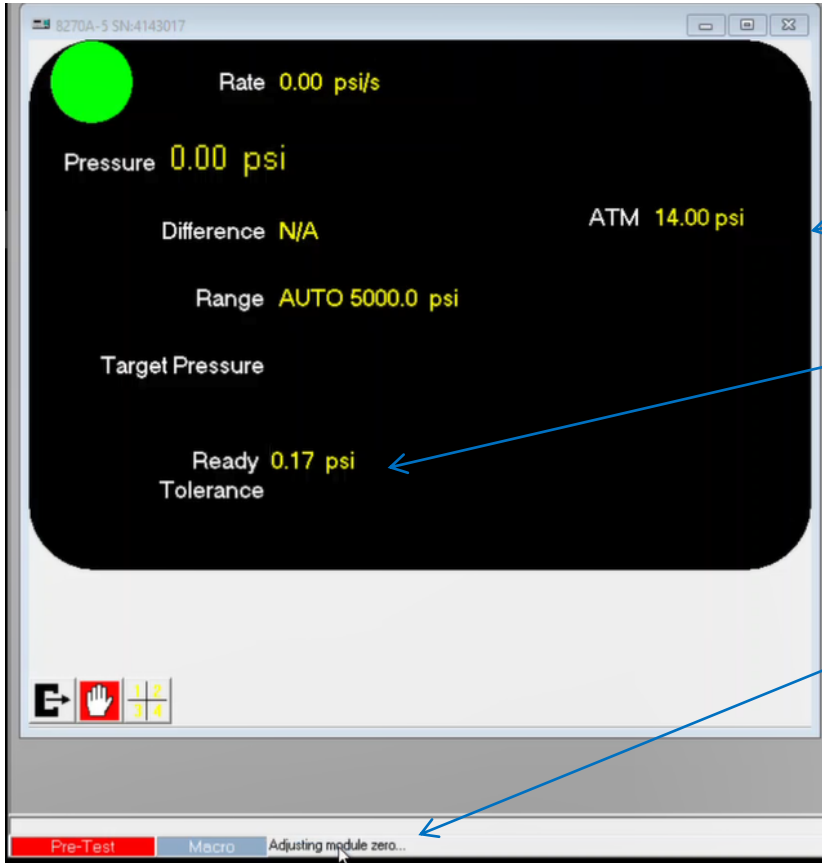 8270A-5 SN:4143017
Rate 0.00 psi/s
Pressure 0.00 psi
Difference N/A
ATM 14.00 psi
Range AUTO 5000.0 psi
Target Pressure
Ready 0.17 psi
Tolerance
1 2
3 4
Pre-Test Macro Adjusting module zero...